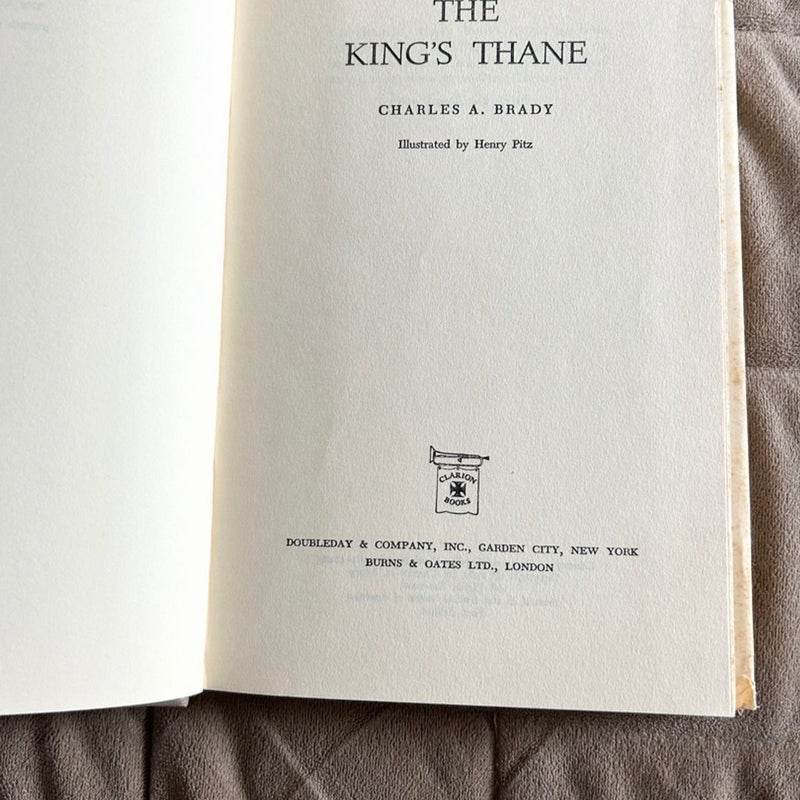 THE
KING'S THANE
CHARLES A. BRADY
Illustrated by Henry Pitz
CLARION
BOOKS
DOUBLEDAY & COMPANY, INC., GARDEN CITY, NEW YORK
BURNS & OATES LTD., LONDON